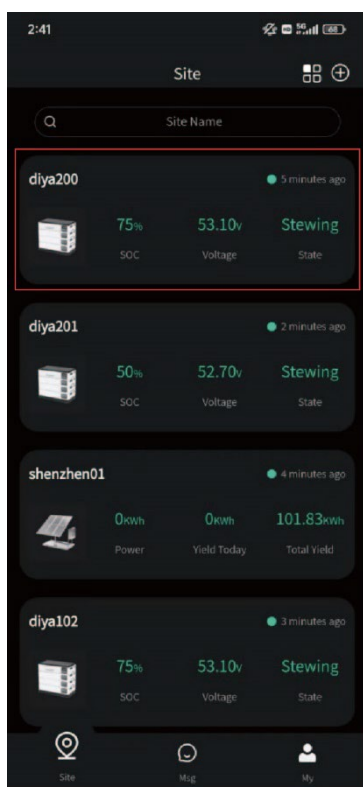 2:41
5G
68
Site
Site Name
diya200
5 minutes ago
75% 53.10v Stewing
SOC Voltage State
diya201
2 minutes ago
50% 52.70v Stewing
SOC Voltage State
shenzhen01
4 minutes ago
0KWh 0KWh 101.83KWh
Power Yield Today Total Yield
diya102
3 minutes ago
75% 53.10v Stewing
SOC Voltage State
Site Msg My